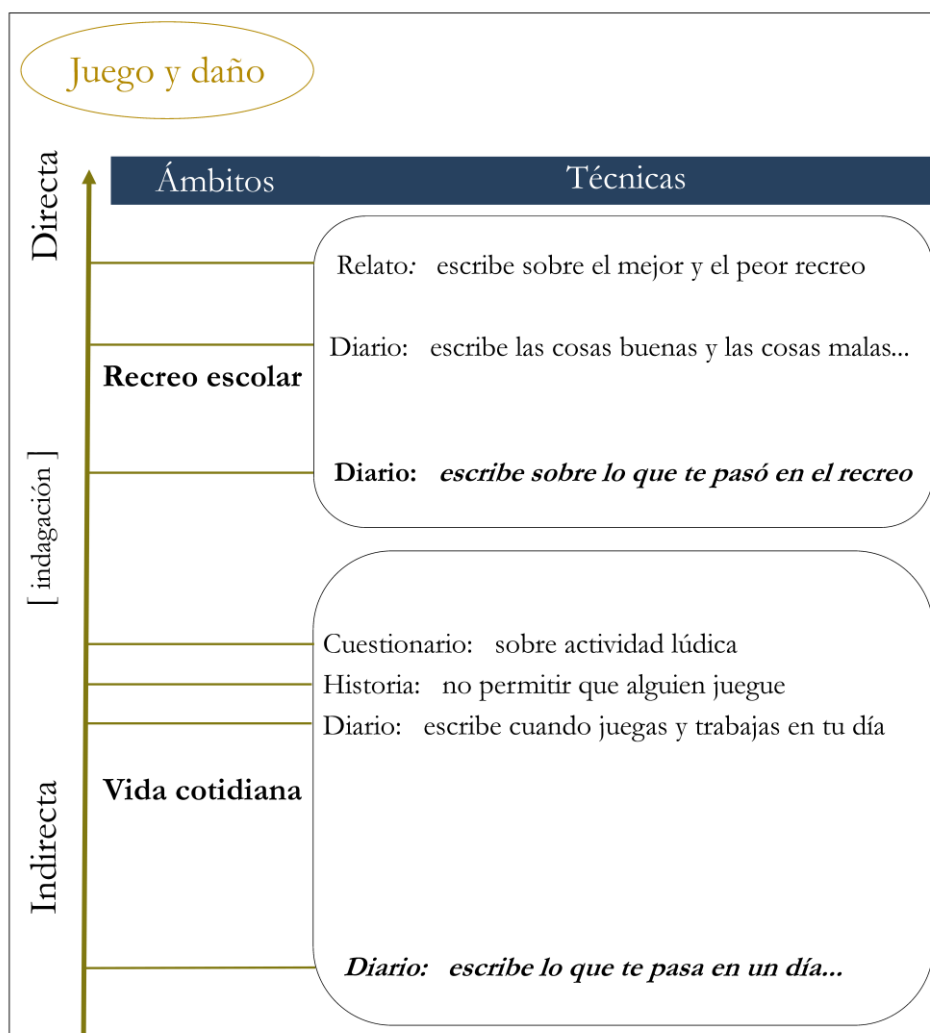 Juego y daño
Directa
Ámbitos Técnicas
Relato: escribe sobre el mejor y el peor recreo
Diario: escribe las cosas buenas y las cosas malas...
Recreo escolar
Diario: escribe sobre lo que te pasó en el recreo
[ indagación ]
Cuestionario: sobre actividad lúdica
Historia: no permitir que alguien juegue
Diario: escribe cuando juegas y trabajas en tu día
Vida cotidiana
Indirecta
Diario: escribe lo que te pasa en un día...